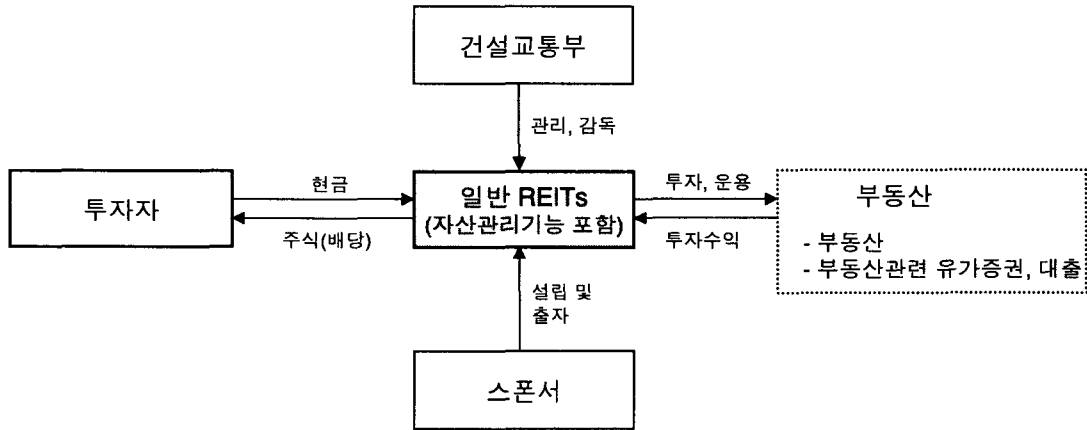 건설교통부
관리, 감독
투자자
현금
주식(배당)
일반 REITs
(자산관리기능 포함)
투자, 운용
투자수익
부동산
- 부동산
- 부동산관련 유가증권, 대출
설립 및
출자
스폰서